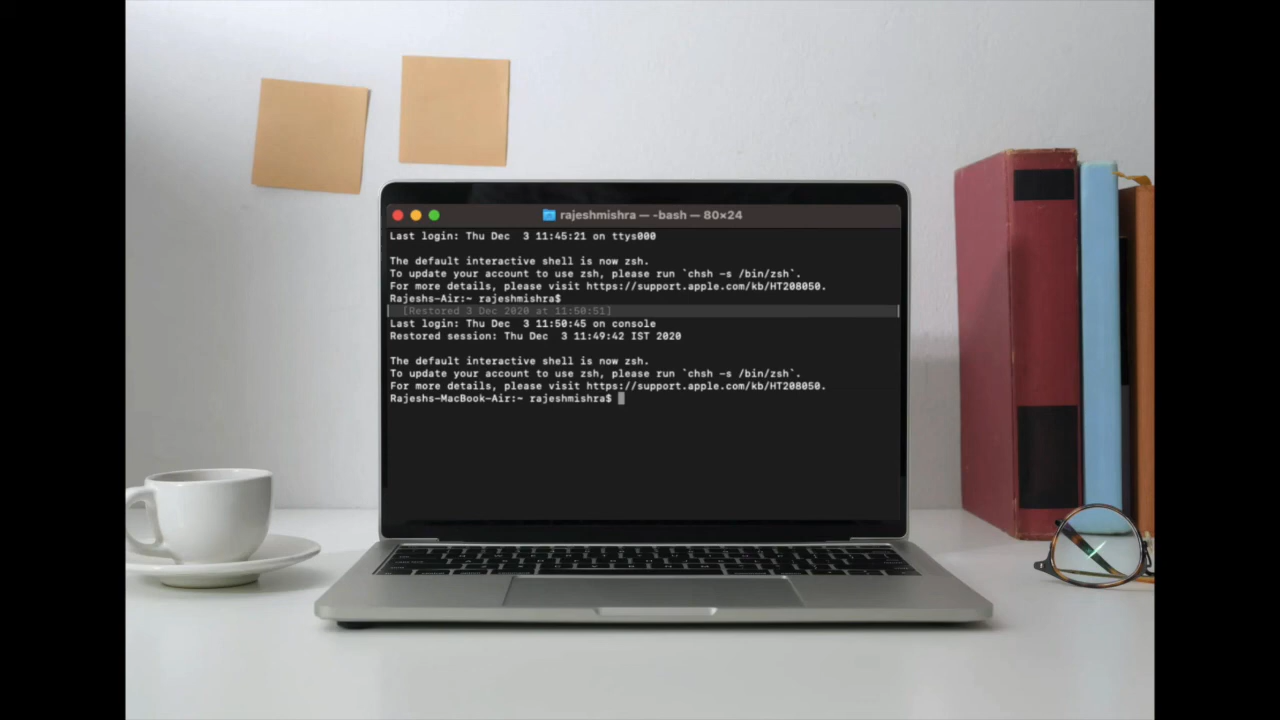 rajeshmishra — -bash — 80×24
Last login: Thu Dec  3 11:45:21 on ttys000
The default interactive shell is now zsh.
To update your account to use zsh, please run `chsh -s /bin/zsh`.
For more details, please visit https://support.apple.com/kb/HT208050.
Rajeshs-Air:~ rajeshmishra$
[Restored 3 Dec 2020 at 11:50:51]
Last login: Thu Dec  3 11:50:45 on console
Restored session: Thu Dec  3 11:49:42 IST 2020
The default interactive shell is now zsh.
To update your account to use zsh, please run `chsh -s /bin/zsh`.
For more details, please visit https://support.apple.com/kb/HT208050.
Rajeshs-MacBook-Air:~ rajeshmishra$